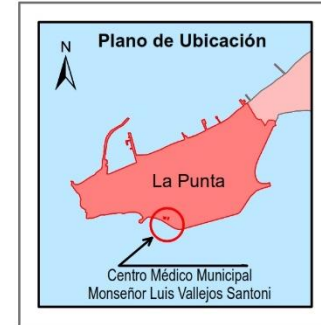 Plano de Ubicación
N
La Punta
Centro Médico Municipal
Monseñor Luis Vallejos Santoni